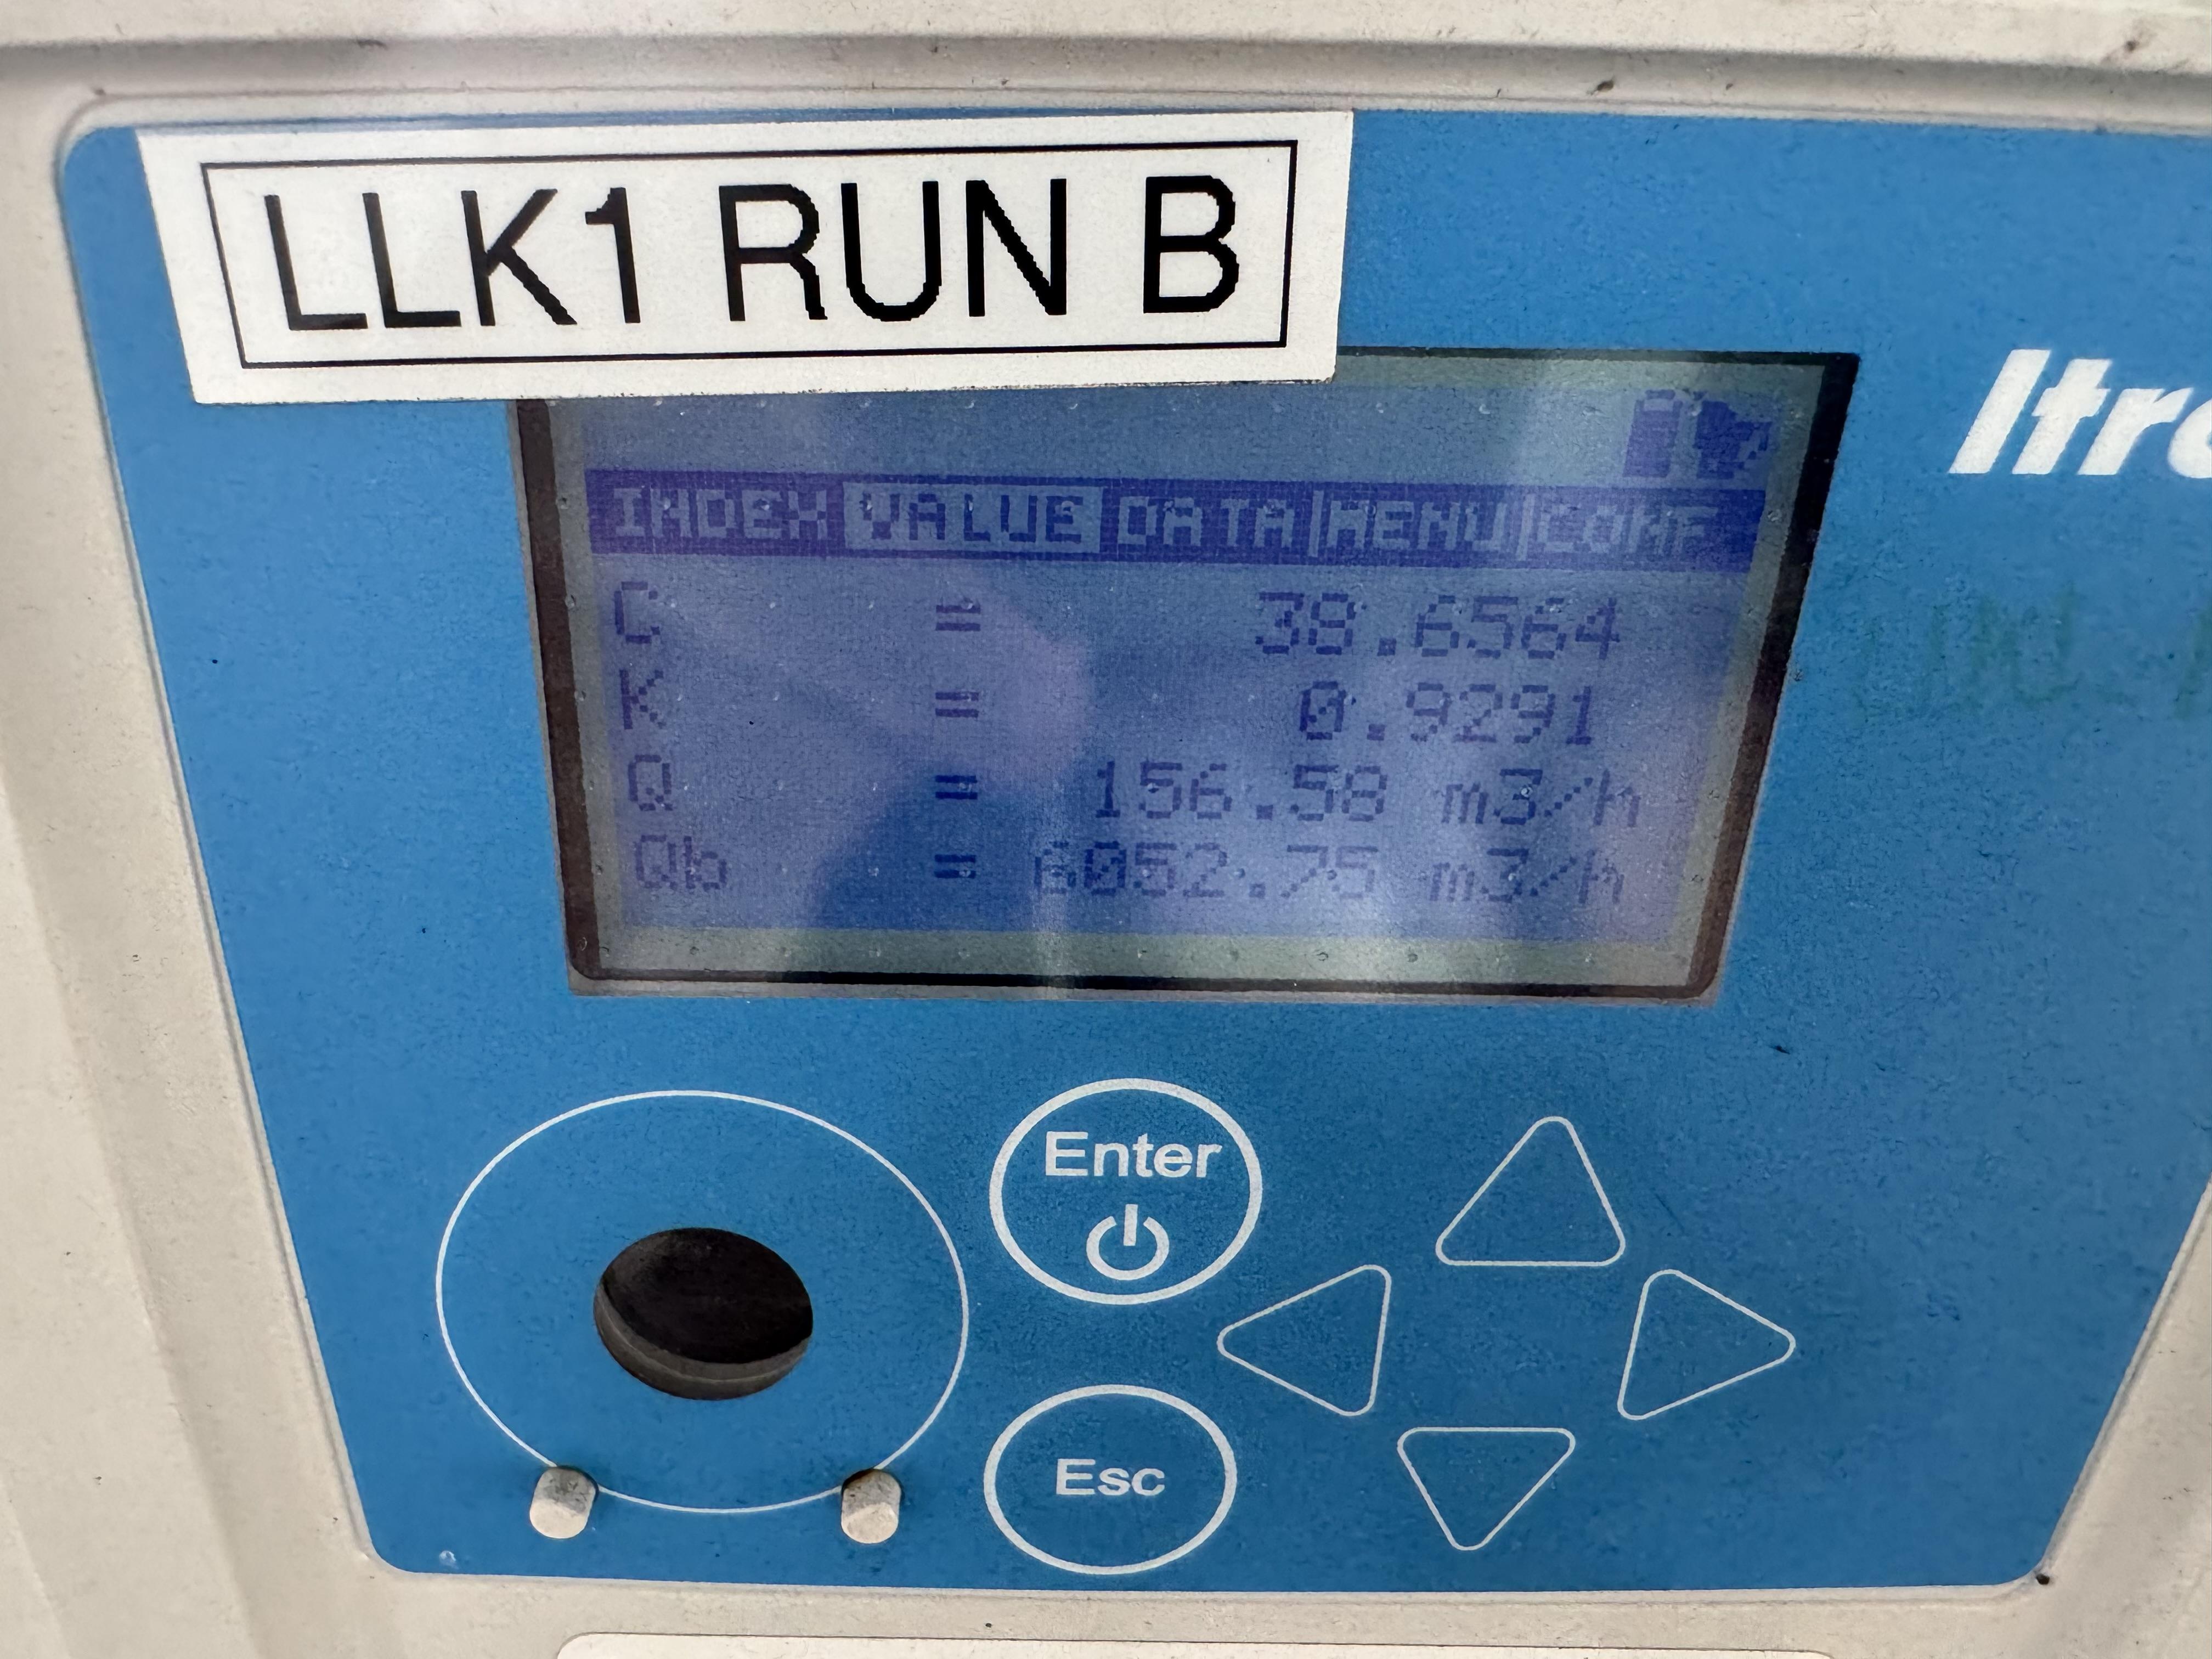 LLK1 RUN B
Itro
INDEX VALUE DATA|MENU|CONF
C = 38.6564
K = 0.9291
Q = 156.58 m3/h
Qb = 6052.75 m3/h
Enter
Esc